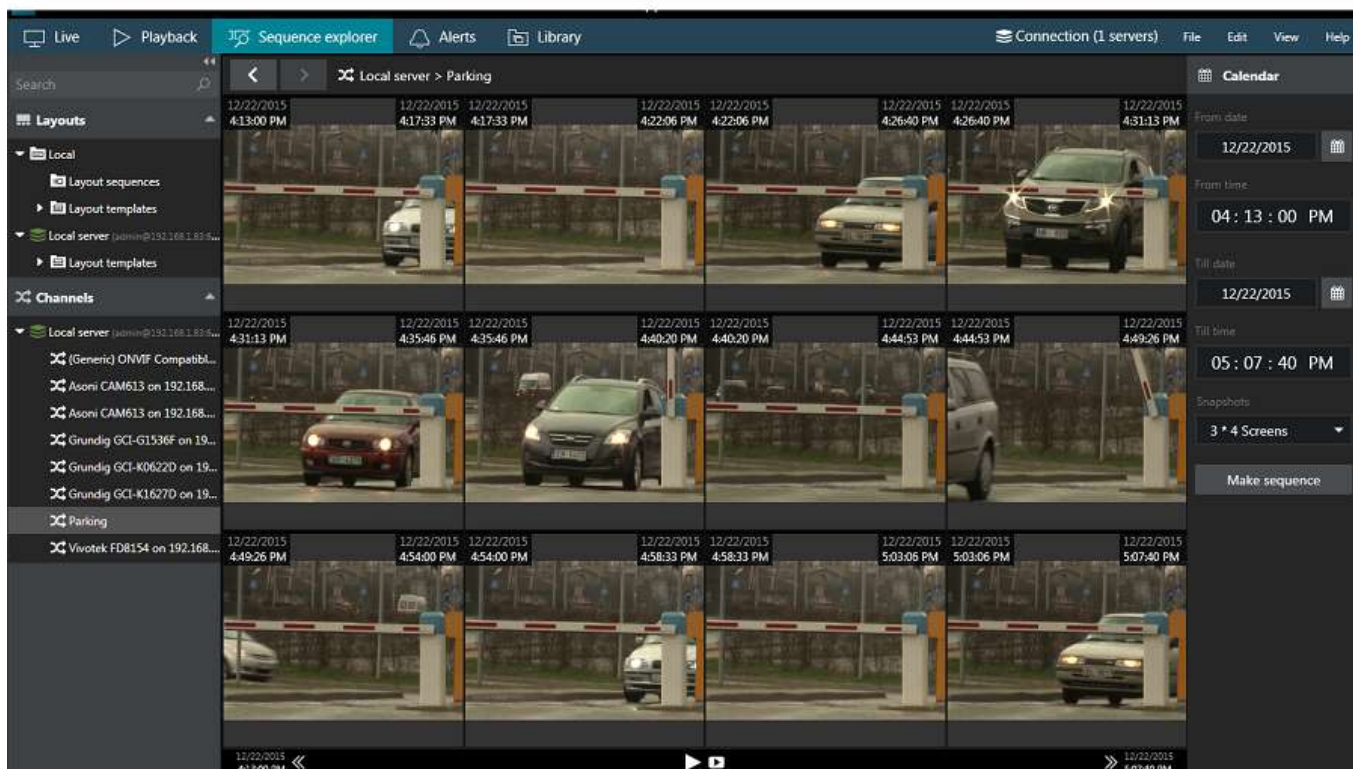 Live Playback Sequence explorer Alerts Library Connection (1 servers) File Edit View Help
Search
Local server > Parking
Calendar
Layouts
Local
Layout sequences
Layout templates
Local server
Layout templates
Channels
Local server
(Generic) ONVIF Compatibl...
Asoni CAM613 on 192.168....
Asoni CAM613 on 192.168....
Grundig GCI-G1536F on 19...
Grundig GCI-K0622D on 19...
Grundig GCI-K1627D on 19...
Parking
Vivotek FD8154 on 192.168....
12/22/2015 12/22/2015 12/22/2015 12/22/2015 12/22/2015 12/22/2015 12/22/2015 12/22/2015
4:13:00 PM 4:17:33 PM 4:17:33 PM 4:22:06 PM 4:22:06 PM 4:26:40 PM 4:26:40 PM 4:31:13 PM
12/22/2015 12/22/2015 12/22/2015 12/22/2015 12/22/2015 12/22/2015 12/22/2015 12/22/2015
4:31:13 PM 4:35:46 PM 4:35:46 PM 4:40:20 PM 4:40:20 PM 4:44:53 PM 4:44:53 PM 4:49:26 PM
12/22/2015 12/22/2015 12/22/2015 12/22/2015 12/22/2015 12/22/2015 12/22/2015 12/22/2015
4:49:26 PM 4:54:00 PM 4:54:00 PM 4:58:33 PM 4:58:33 PM 5:03:06 PM 5:03:06 PM 5:07:40 PM
12/22/2015 12/22/2015
4:13:00 PM 5:07:40 PM
From date
12/22/2015
From time
04 : 13 : 00 PM
Till date
12/22/2015
Till time
05 : 07 : 40 PM
Snapshots
3 * 4 Screens
Make sequence